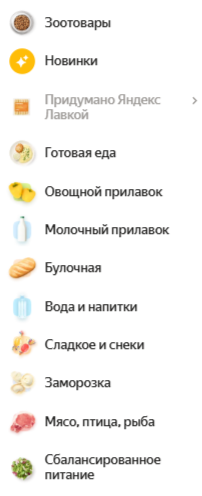 Зоотовары
Новинки
Придумано Яндекс
Лавкой
Готовая еда
Овощной прилавок
Молочный прилавок
Булочная
Вода и напитки
Сладкое и снеки
Заморозка
Мясо, птица, рыба
Сбалансированное
питание